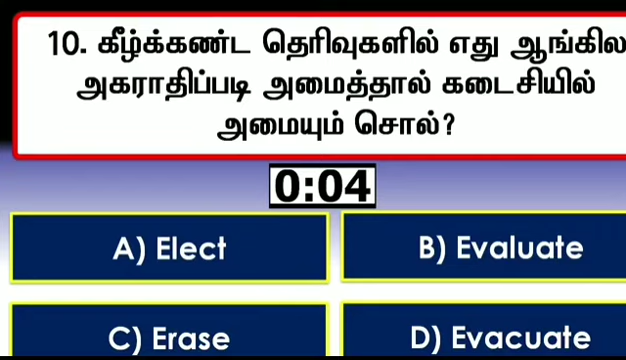 10. கீழ்க்கண்ட தெரிவுகளில் எது ஆங்கில
அகராதிப்படி அமைத்தால் கடைசியில்
அமையும் சொல்?
0:04
A) Elect
B) Evaluate
C) Erase
D) Evacuate